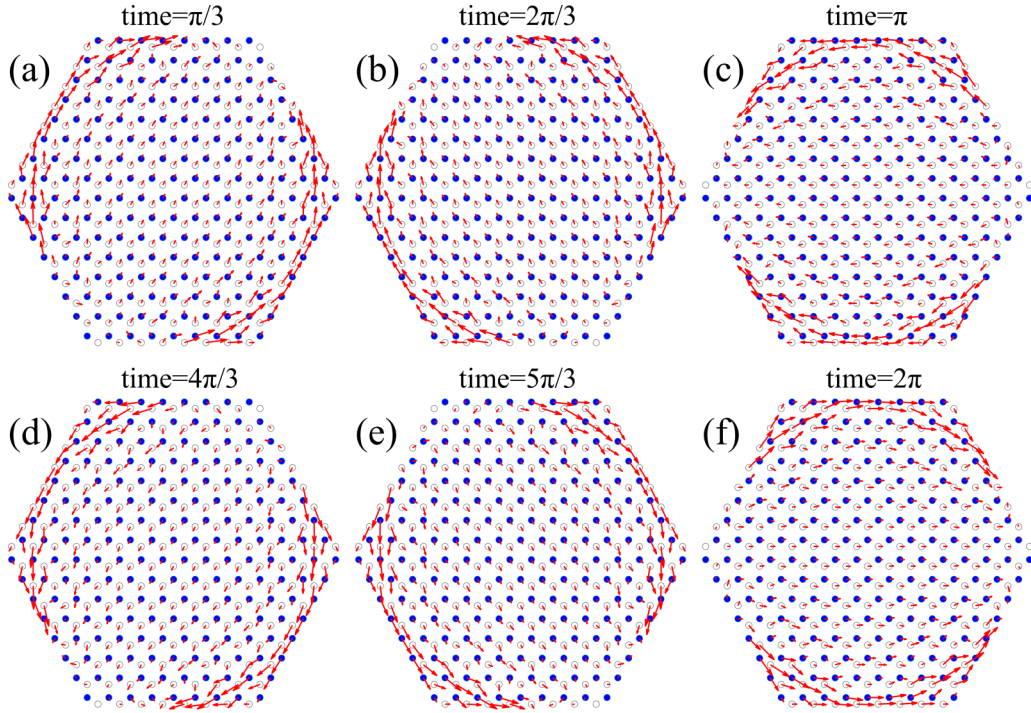 time=π/3
time=2π/3
time=π
(a)
(b)
(c)
time=4π/3
time=5π/3
time=2π
(d)
(e)
(f)